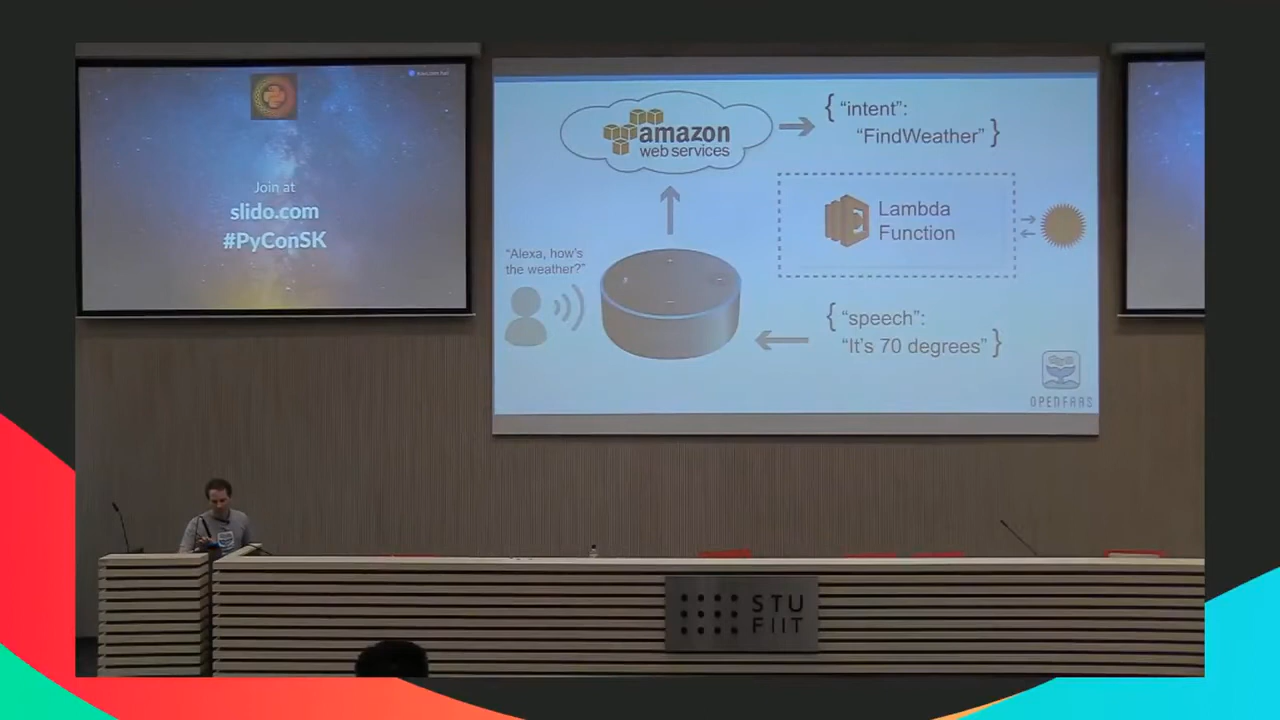 Join at
slido.com
#PyConSK
amazon
web services
{ "intent":
"FindWeather" }
Lambda
Function
"Alexa, how's
the weather?"
{ "speech":
"It's 70 degrees" }
OPENFAAS
STU
FIIT